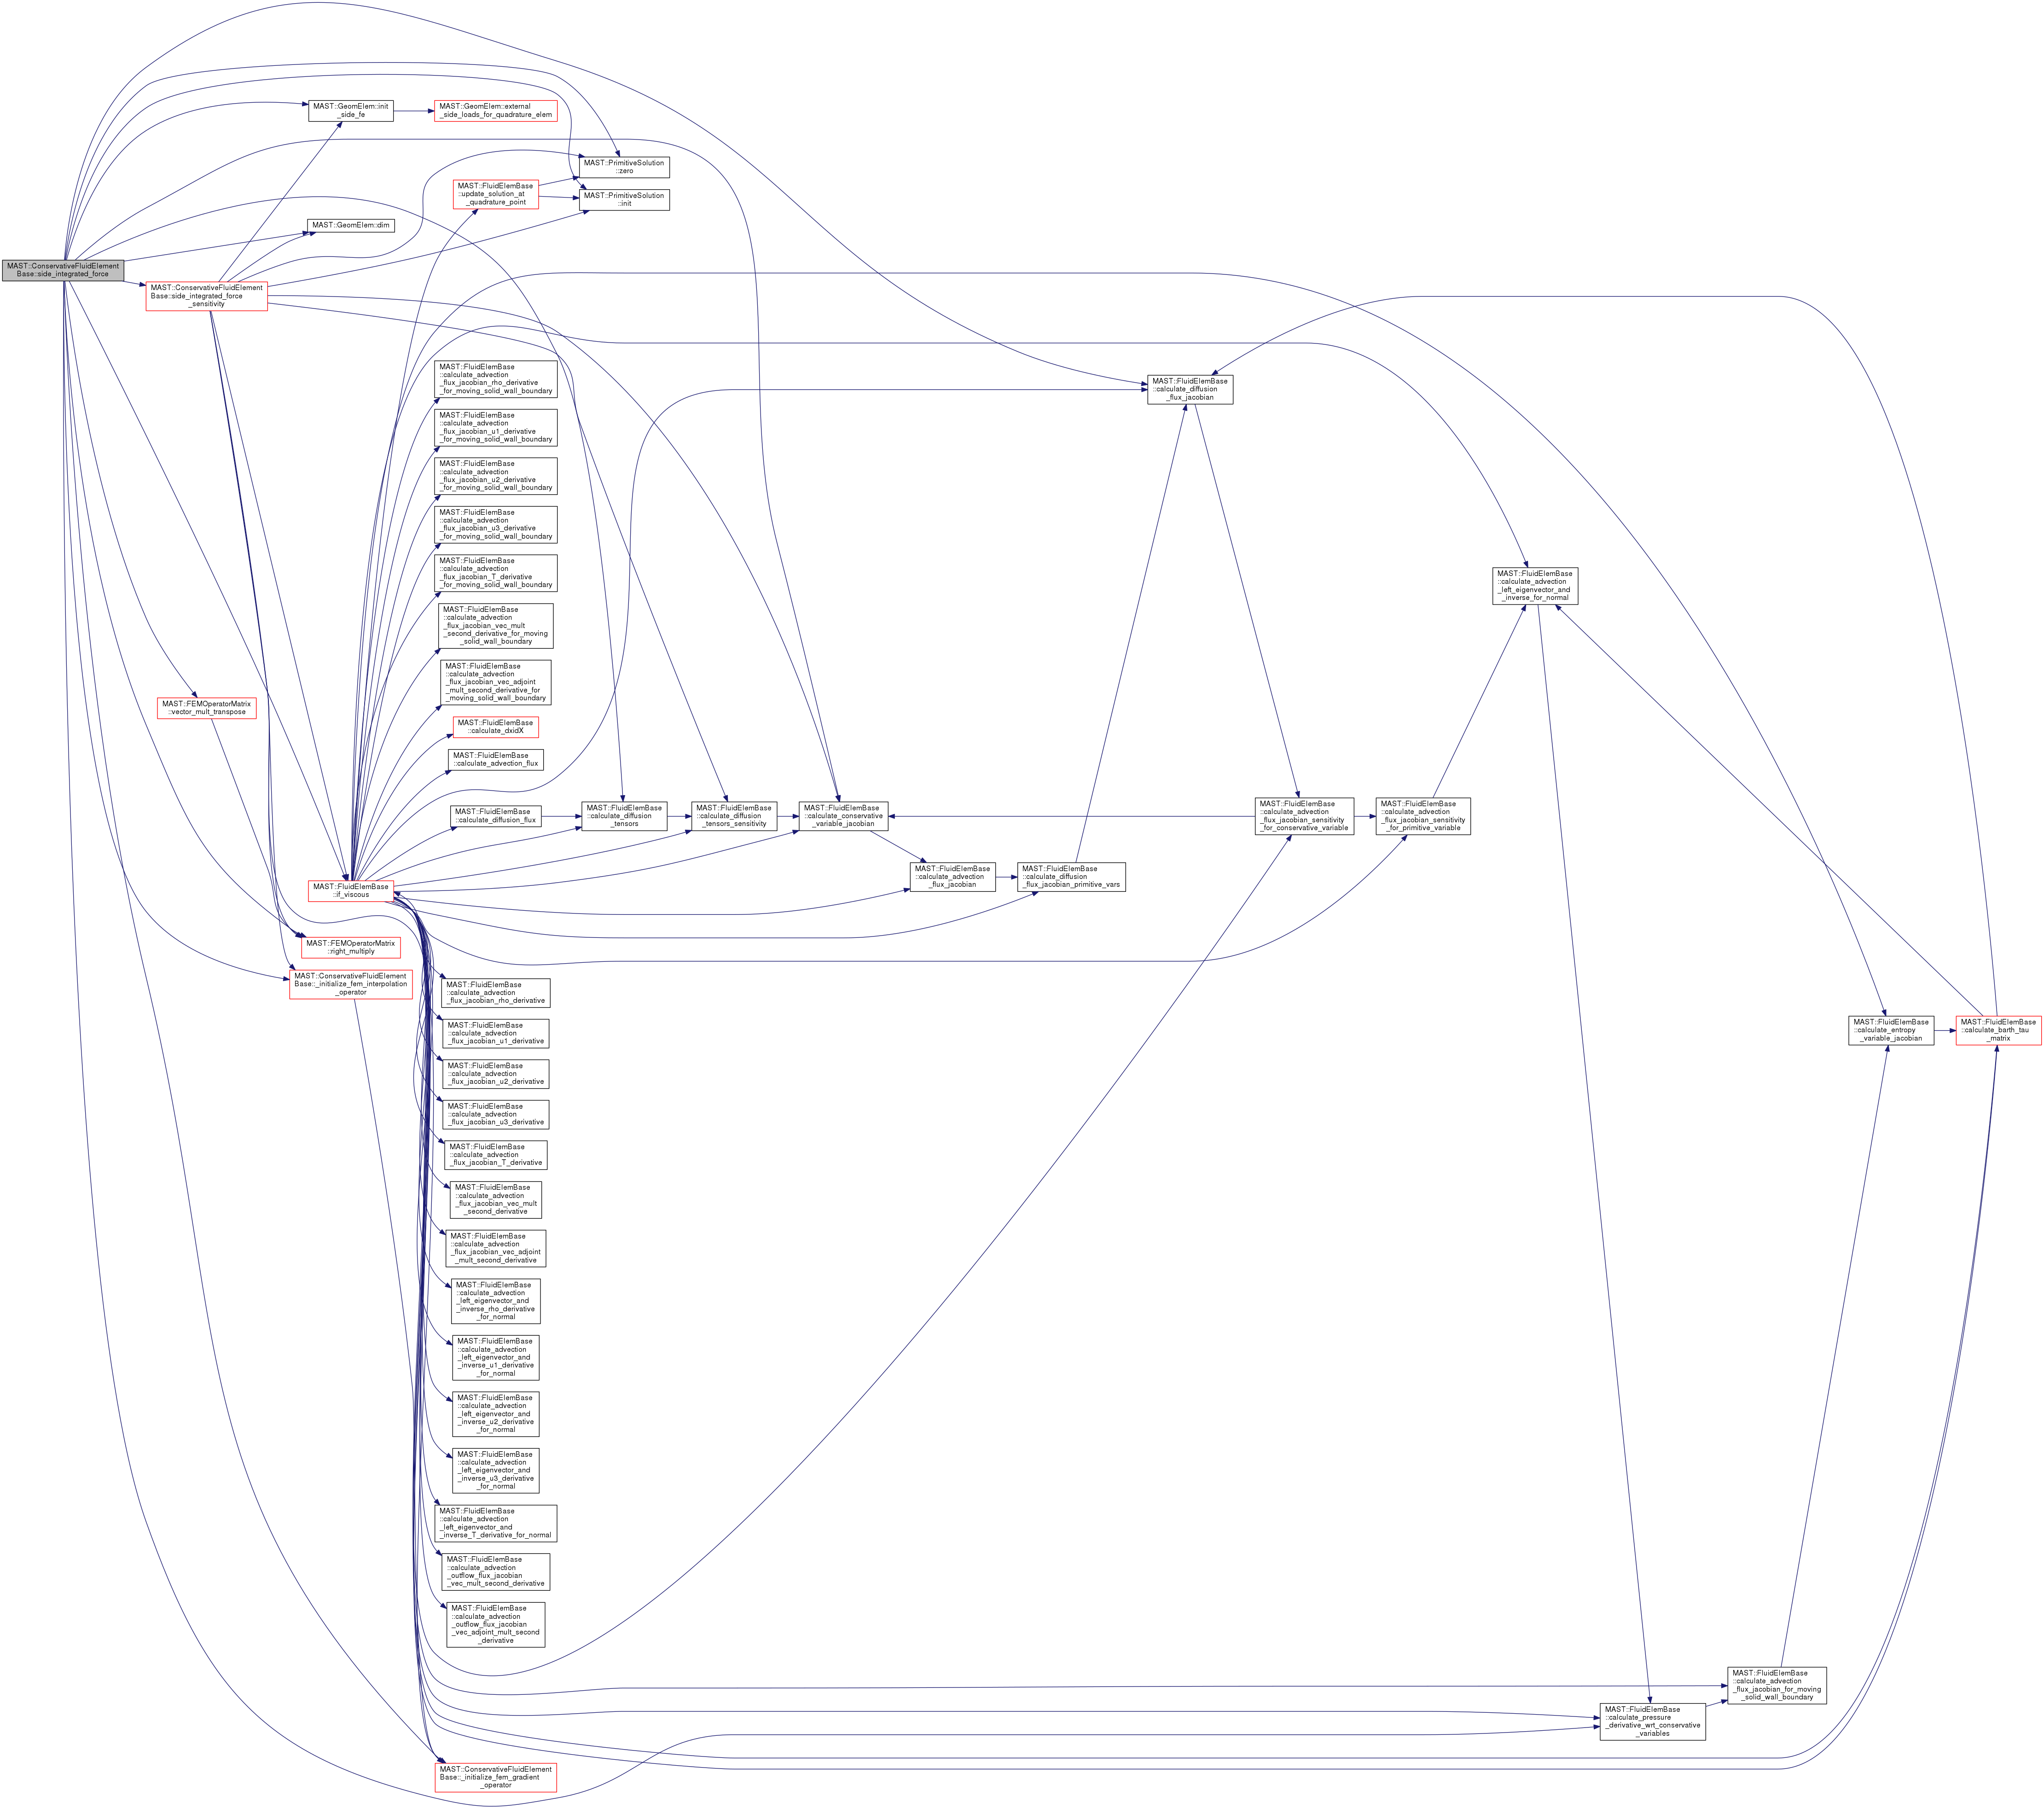 MAST::GeomElem::init
_side_fe
MAST::GeomElem::external
_side_loads_for_quadrature_elem
MAST::PrimitiveSolution
::zero
MAST::FluidElemBase
::update_solution_at
_quadrature_point
MAST::PrimitiveSolution
::init
MAST::GeomElem::dim
MAST::ConservativeFluidElement
Base::side_integrated_force
MAST::ConservativeFluidElement
Base::side_integrated_force
_sensitivity
MAST::FluidElemBase
::calculate_advection
_flux_jacobian_rho_derivative
_for_moving_solid_wall_boundary
MAST::FluidElemBase
::calculate_diffusion
_flux_jacobian
MAST::FluidElemBase
::calculate_advection
_flux_jacobian_u1_derivative
_for_moving_solid_wall_boundary
MAST::FluidElemBase
::calculate_advection
_flux_jacobian_u2_derivative
_for_moving_solid_wall_boundary
MAST::FluidElemBase
::calculate_advection
_flux_jacobian_u3_derivative
_for_moving_solid_wall_boundary
MAST::FluidElemBase
::calculate_advection
_flux_jacobian_T_derivative
_for_moving_solid_wall_boundary
MAST::FluidElemBase
::calculate_advection
_left_eigenvector_and
_inverse_for_normal
MAST::FluidElemBase
::calculate_advection
_flux_jacobian_vec_mult
_second_derivative_for_moving
_solid_wall_boundary
MAST::FluidElemBase
::calculate_advection
_flux_jacobian_vec_adjoint
_mult_second_derivative_for
_moving_solid_wall_boundary
MAST::FEMOperatorMatrix
::vector_mult_transpose
MAST::FluidElemBase
::calculate_dxidX
MAST::FluidElemBase
::calculate_advection_flux
MAST::FluidElemBase
::calculate_diffusion_flux
MAST::FluidElemBase
::calculate_diffusion
_tensors
MAST::FluidElemBase
::calculate_diffusion
_tensors_sensitivity
MAST::FluidElemBase
::calculate_conservative
_variable_jacobian
MAST::FluidElemBase
::calculate_advection
_flux_jacobian_sensitivity
_for_conservative_variable
MAST::FluidElemBase
::calculate_advection
_flux_jacobian_sensitivity
_for_primitive_variable
MAST::FluidElemBase
::if_viscous
MAST::FluidElemBase
::calculate_advection
_flux_jacobian
MAST::FluidElemBase
::calculate_diffusion
_flux_jacobian_primitive_vars
MAST::FEMOperatorMatrix
::right_multiply
MAST::ConservativeFluidElement
Base::_initialize_fem_interpolation
_operator
MAST::FluidElemBase
::calculate_advection
_flux_jacobian_rho_derivative
MAST::FluidElemBase
::calculate_advection
_flux_jacobian_u1_derivative
MAST::FluidElemBase
::calculate_entropy
_variable_jacobian
MAST::FluidElemBase
::calculate_barth_tau
_matrix
MAST::FluidElemBase
::calculate_advection
_flux_jacobian_u2_derivative
MAST::FluidElemBase
::calculate_advection
_flux_jacobian_u3_derivative
MAST::FluidElemBase
::calculate_advection
_flux_jacobian_T_derivative
MAST::FluidElemBase
::calculate_advection
_flux_jacobian_vec_mult
_second_derivative
MAST::FluidElemBase
::calculate_advection
_flux_jacobian_vec_adjoint
_mult_second_derivative
MAST::FluidElemBase
::calculate_advection
_left_eigenvector_and
_inverse_rho_derivative
_for_normal
MAST::FluidElemBase
::calculate_advection
_left_eigenvector_and
_inverse_u1_derivative
_for_normal
MAST::FluidElemBase
::calculate_advection
_left_eigenvector_and
_inverse_u2_derivative
_for_normal
MAST::FluidElemBase
::calculate_advection
_left_eigenvector_and
_inverse_u3_derivative
_for_normal
MAST::FluidElemBase
::calculate_advection
_left_eigenvector_and
_inverse_T_derivative_for_normal
MAST::FluidElemBase
::calculate_advection
_outflow_flux_jacobian
_vec_mult_second_derivative
MAST::FluidElemBase
::calculate_advection
_outflow_flux_jacobian
_vec_adjoint_mult_second
_derivative
MAST::FluidElemBase
::calculate_advection
_flux_jacobian_for_moving
_solid_wall_boundary
MAST::FluidElemBase
::calculate_pressure
_derivative_wrt_conservative
_variables
MAST::ConservativeFluidElement
Base::_initialize_fem_gradient
_operator